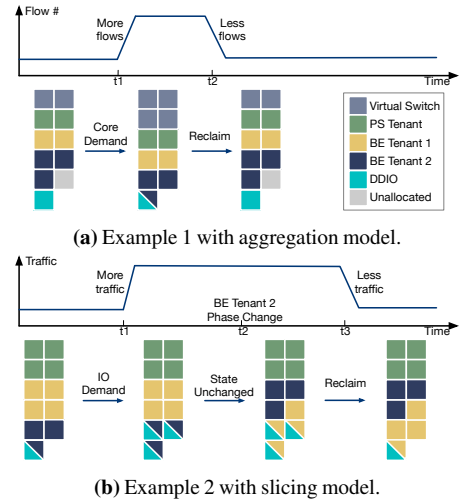 Flow #
More
flows
Less
flows
t1
t2
Time
Core
Demand
Reclaim
Virtual Switch
PS Tenant
BE Tenant 1
BE Tenant 2
DDIO
Unallocated
(a) Example 1 with aggregation model.
Traffic
More
traffic
Less
traffic
BE Tenant 2
Phase Change
t1
t2
t3
Time
IO
Demand
State
Unchanged
Reclaim
(b) Example 2 with slicing model.